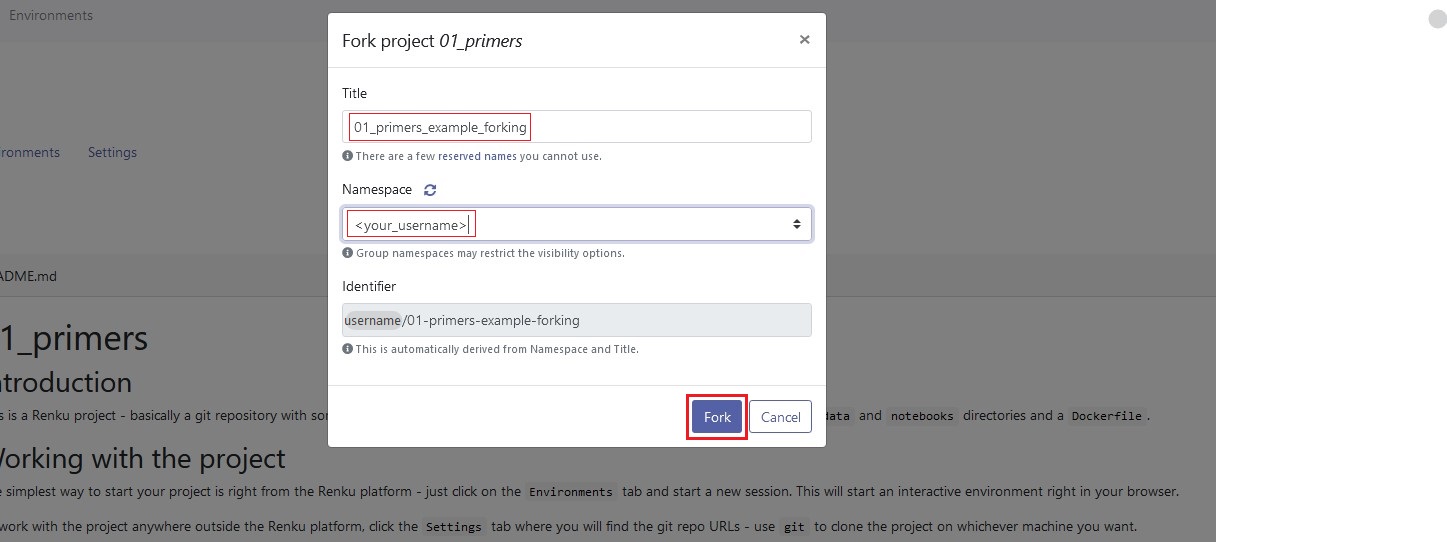 Environments
Fork project 01_primers
×
Title
01_primers_example_forking
There are a few reserved names you cannot use.
ronments Settings
Namespace
<your_username>
Group namespaces may restrict the visibility options.
ADME.md
Identifier
username/01-primers-example-forking
This is automatically derived from Namespace and Title.
1_primers
ntroduction
s is a Renku project - basically a git repository with sor
data and notebooks directories and a Dockerfile.
Fork Cancel
Working with the project
e simplest way to start your project is right from the Renku platform - just click on the Environments tab and start a new session. This will start an interactive environment right in your browser.
work with the project anywhere outside the Renku platform, click the Settings tab where you will find the git repo URLs - use git to clone the project on whichever machine you want.